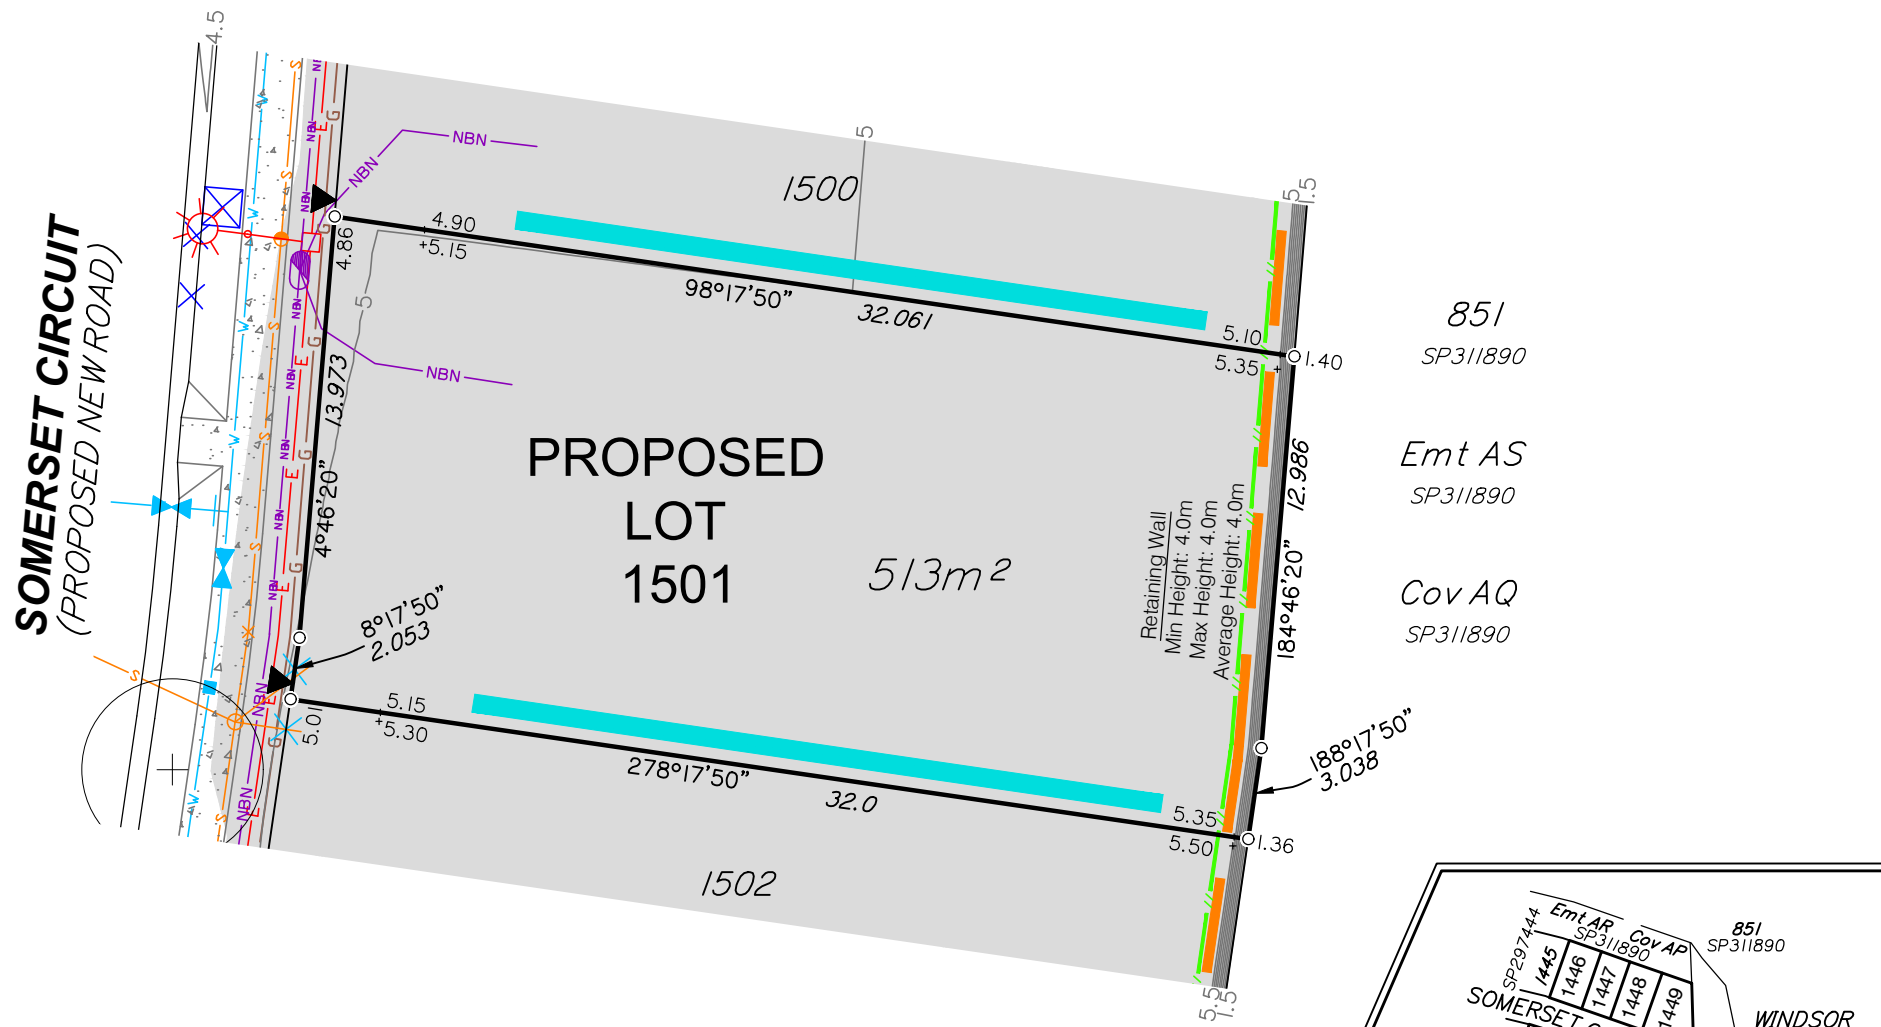 4.5
SOMERSET CIRCUIT
(PROPOSED NEW ROAD)
S
W
NBN
E
G
NBN
NBN
5
1500
5
1.5
4.86
4.90
+5.15
98°17'50"
32.061
5.10
5.35 +
1.40
5
NBN
13.973
4°46'20"
8°17'50"
2.053
PROPOSED
LOT
1501
513m²
Retaining Wall
Min Height: 4.0m
Max Height: 4.0m
Average Height: 4.0m
12.986
184°46'20"
188°17'50"
3.038
851
SP311890
Emt AS
SP311890
Cov AQ
SP311890
S
NBN
5.01
5.15
+5.30
278°17'50"
32.0
5.35
5.50 +
1.36
1502
5.5
1.5
Emt AR
SP311890
Cov AP
851
SP311890
SP297444
1445
1446
1447
1448
1449
SOMERSET C
WINDSOR